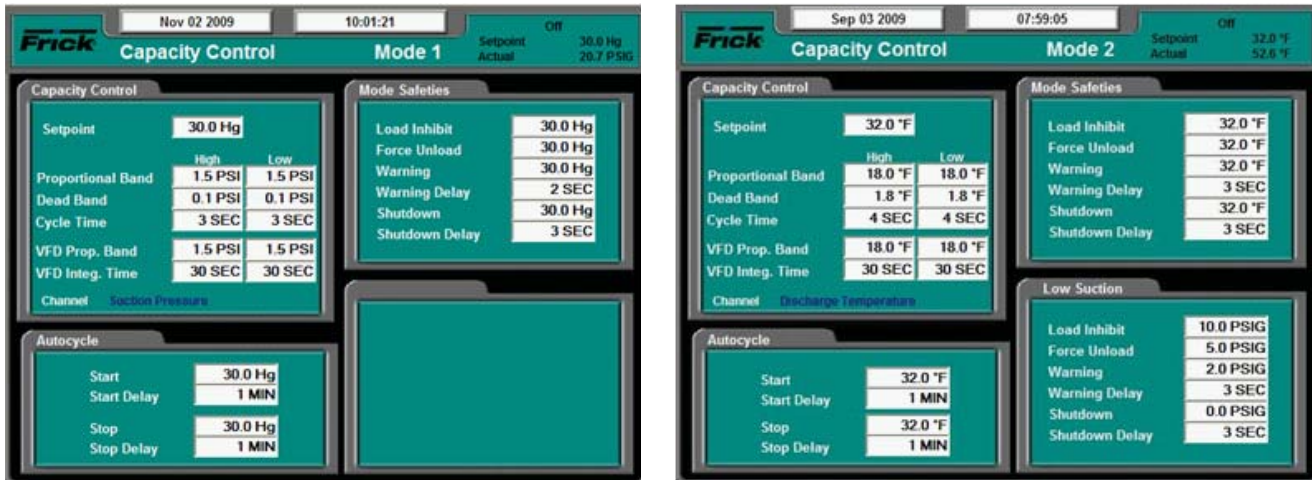 Nov 02 2009 10:01:21 Off
Frick Capacity Control Mode 1 Setpoint 30.0 Hg
Actual 20.7 PSIG
Capacity Control
Setpoint 30.0 Hg
High Low
Proportional Band 1.5 PSI 1.5 PSI
Dead Band 0.1 PSI 0.1 PSI
Cycle Time 3 SEC 3 SEC
VFD Prop. Band 1.5 PSI 1.5 PSI
VFD Integ. Time 30 SEC 30 SEC
Channel Suction Pressure
Mode Safeties
Load Inhibit 30.0 Hg
Force Unload 30.0 Hg
Warning 30.0 Hg
Warning Delay 2 SEC
Shutdown 30.0 Hg
Shutdown Delay 3 SEC
Autocycle
Start 30.0 Hg
Start Delay 1 MIN
Stop 30.0 Hg
Stop Delay 1 MIN
Sep 03 2009 07:59:05 Off
Frick Capacity Control Mode 2 Setpoint 32.0 °F
Actual 52.6 °F
Capacity Control
Setpoint 32.0 °F
High Low
Proportional Band 18.0 °F 18.0 °F
Dead Band 1.8 °F 1.8 °F
Cycle Time 4 SEC 4 SEC
VFD Prop. Band 18.0 °F 18.0 °F
VFD Integ. Time 30 SEC 30 SEC
Channel Discharge Temperature
Mode Safeties
Load Inhibit 32.0 °F
Force Unload 32.0 °F
Warning 32.0 °F
Warning Delay 3 SEC
Shutdown 32.0 °F
Shutdown Delay 3 SEC
Autocycle
Start 32.0 °F
Start Delay 1 MIN
Stop 32.0 °F
Stop Delay 1 MIN
Low Suction
Load Inhibit 10.0 PSIG
Force Unload 5.0 PSIG
Warning 2.0 PSIG
Warning Delay 3 SEC
Shutdown 0.0 PSIG
Shutdown Delay 3 SEC